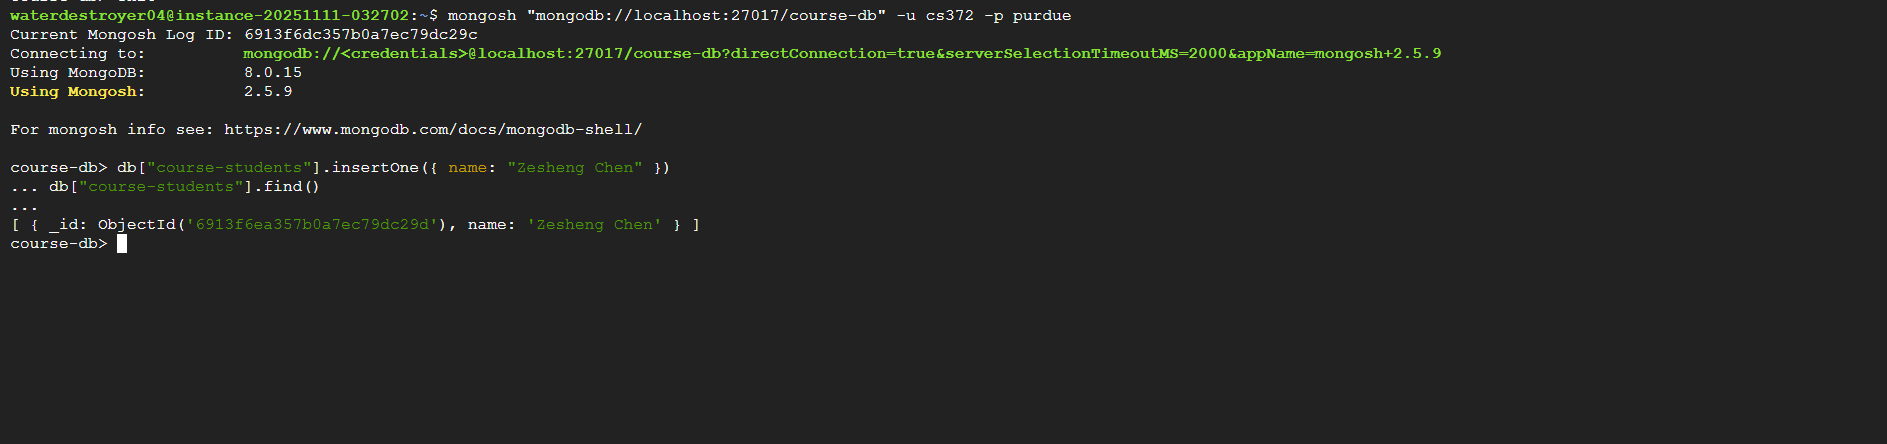 waterdestroyer04@instance-20251111-032702:~$ mongosh "mongodb://localhost:27017/course-db" -u cs372 -p purdue
Current Mongosh Log ID: 6913f6dc357b0a7ec79dc29c
Connecting to:          mongodb://<credentials>@localhost:27017/course-db?directConnection=true&serverSelectionTimeoutMS=2000&appName=mongosh+2.5.9
Using MongoDB:          8.0.15
Using Mongosh:          2.5.9
For mongosh info see: https://www.mongodb.com/docs/mongodb-shell/
course-db> db["course-students"].insertOne({ name: "Zesheng Chen" })
... db["course-students"].find()
...
[ { _id: ObjectId('6913f6ea357b0a7ec79dc29d'), name: 'Zesheng Chen' } ]
course-db>